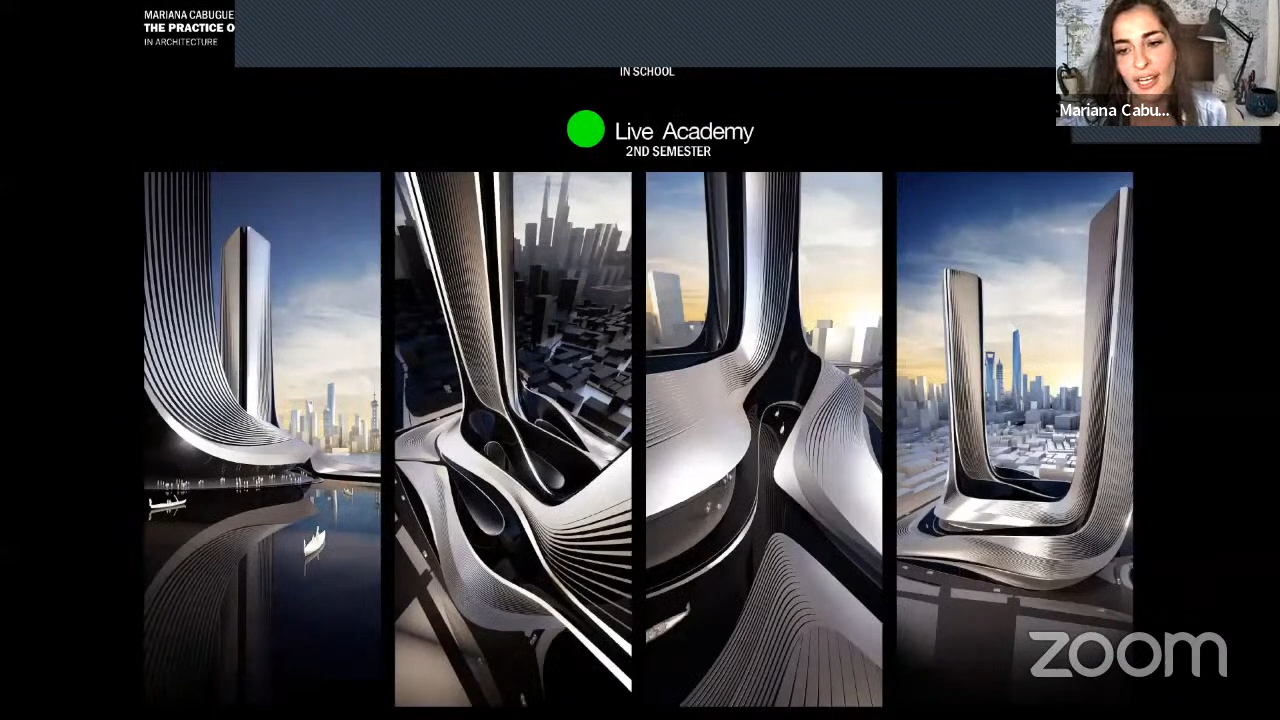 MARIANA CABUGUE
THE PRACTICE O
IN ARCHITECTURE
IN SCHOOL
Live Academy
2ND SEMESTER
Mariana Cabu...
zoom